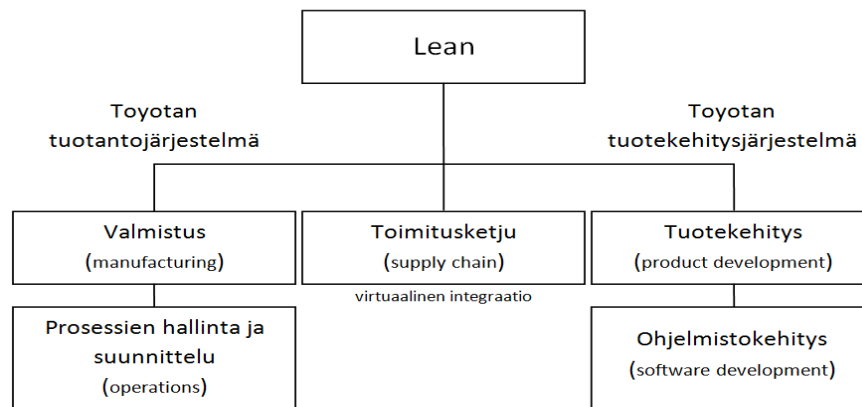 Lean
Toyotan
tuotantojärjestelmä
Toyotan
tuotekehitysjärjestelmä
Valmistus
(manufacturing)
Toimitusketju
(supply chain)
Tuotekehitys
(product development)
virtuaalinen integraatio
Prosessien hallinta ja
suunnittelu
(operations)
Ohjelmistokehitys
(software development)